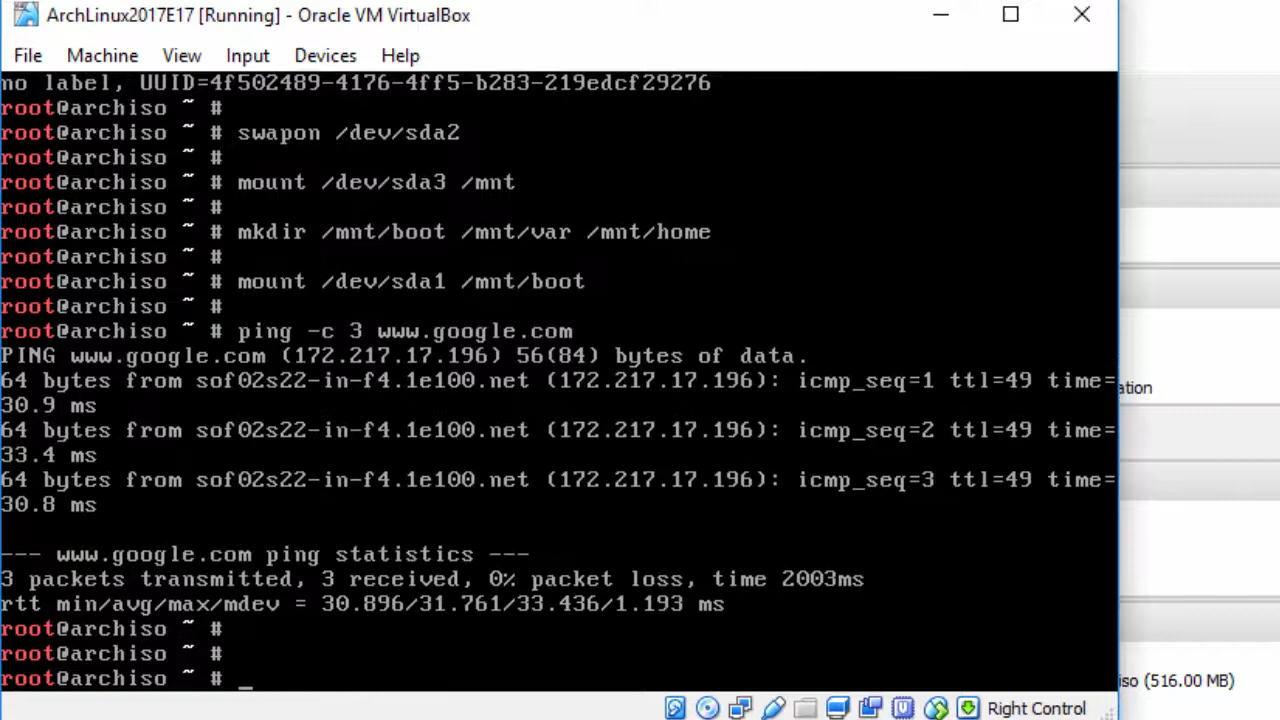 ArchLinux2017E17 [Running] - Oracle VM VirtualBox
File Machine View Input Devices Help
no label, UUID=4f502489-4176-4ff5-b283-219edcf29276
root@archiso ~ #
root@archiso ~ # swapon /dev/sda2
root@archiso ~ #
root@archiso ~ # mount /dev/sda3 /mnt
root@archiso ~ #
root@archiso ~ # mkdir /mnt/boot /mnt/var /mnt/home
root@archiso ~ #
root@archiso ~ # mount /dev/sda1 /mnt/boot
root@archiso ~ #
root@archiso ~ # ping -c 3 www.google.com
PING www.google.com (172.217.17.196) 56(84) bytes of data.
64 bytes from sof02s22-in-f4.1e100.net (172.217.17.196): icmp_seq=1 ttl=49 time=
30.9 ms
64 bytes from sof02s22-in-f4.1e100.net (172.217.17.196): icmp_seq=2 ttl=49 time=
33.4 ms
64 bytes from sof02s22-in-f4.1e100.net (172.217.17.196): icmp_seq=3 ttl=49 time=
30.8 ms
--- www.google.com ping statistics ---
3 packets transmitted, 3 received, 0% packet loss, time 2003ms
rtt min/avg/max/mdev = 30.896/31.761/33.436/1.193 ms
root@archiso ~ #
root@archiso ~ #
root@archiso ~ # _
Right Control
ation
iso (516.00 MB)